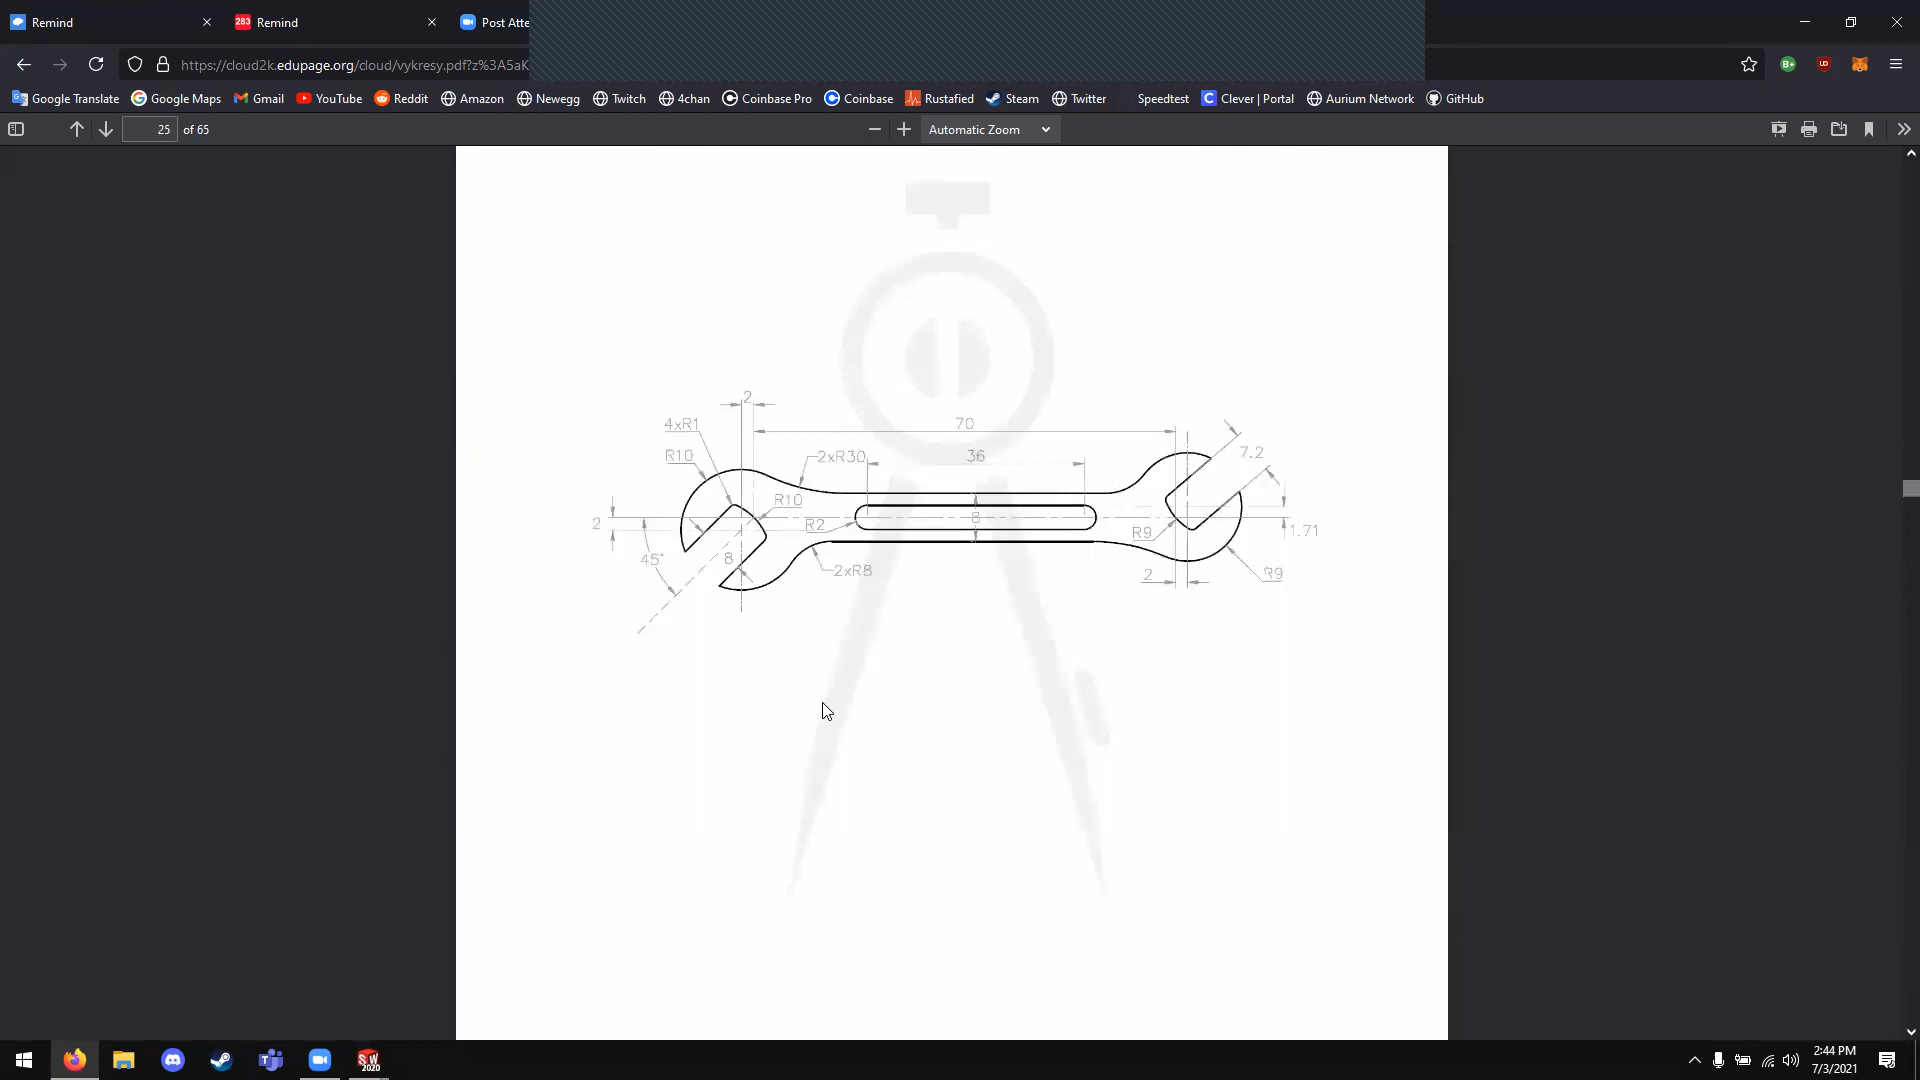 Remind
283 Remind
Post Atte
https://cloud2k.edupage.org/cloud/vykresy.pdf?z%3A5aK
Google Translate Google Maps Gmail YouTube Reddit Amazon Newegg Twitch 4chan Coinbase Pro Coinbase Rustafied Steam Twitter Speedtest Clever | Portal Aurium Network GitHub
25 of 65
Automatic Zoom
2
4xR1
70
R10
2xR30
36
7.2
R10
2
R2
8
R9
1.71
45°
8
2xR8
2
R9
2:44 PM
7/3/2021
SW
2020